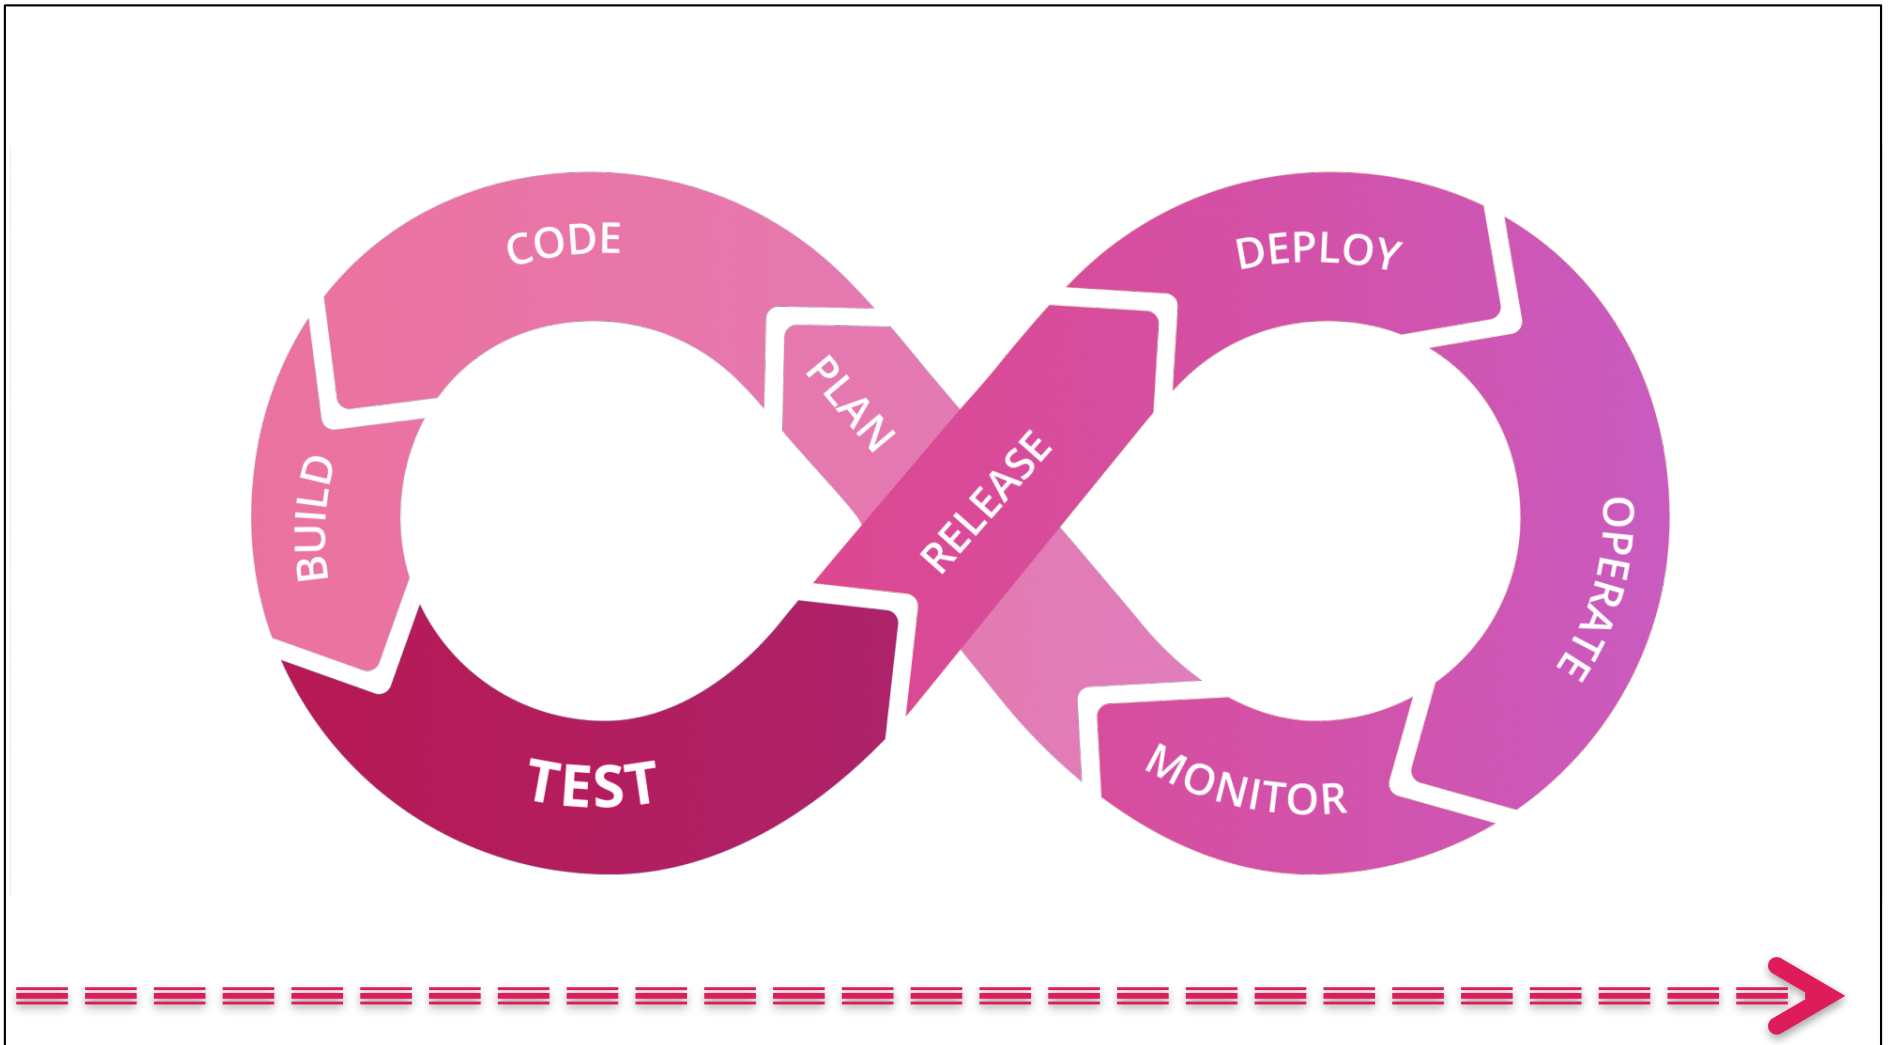 CODE
DEPLOY
PLAN
RELEASE
BUILD
OPERATE
TEST
MONITOR